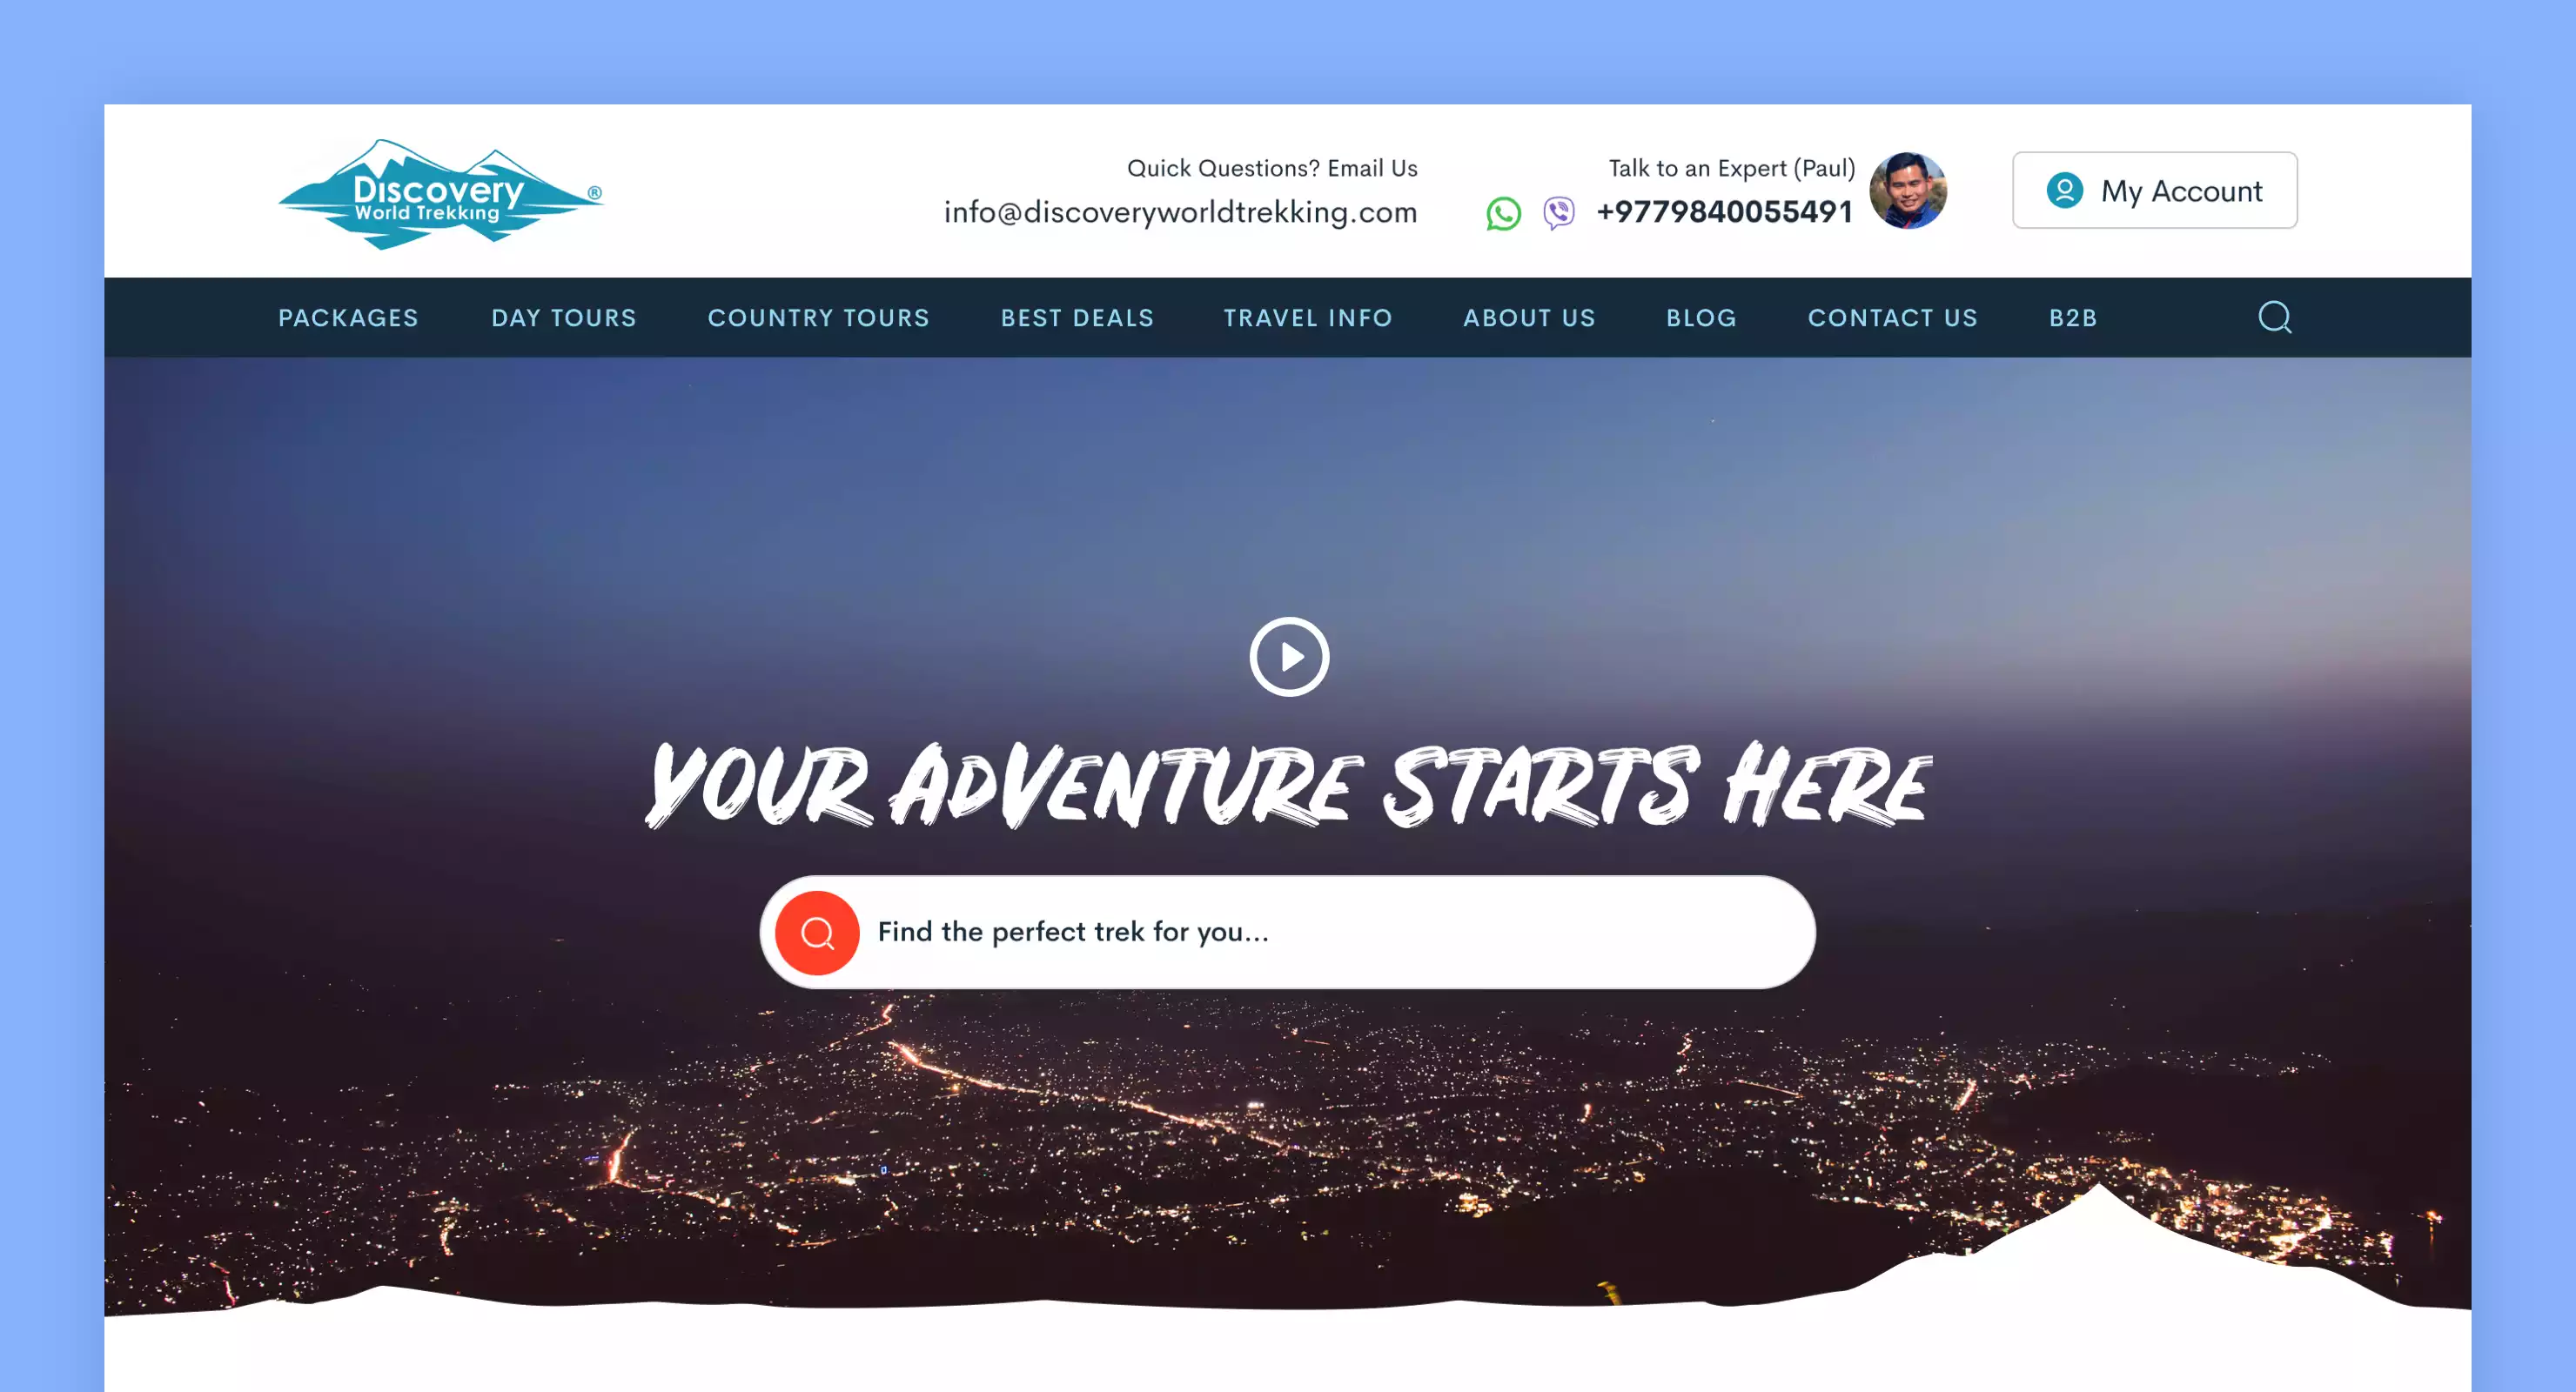 Discovery ®
World Trekking
Quick Questions? Email Us
info@discoveryworldtrekking.com
Talk to an Expert (Paul)
+9779840055491
My Account
PACKAGES DAY TOURS COUNTRY TOURS BEST DEALS TRAVEL INFO ABOUT US BLOG CONTACT US B2B
YOUR ADVENTURE STARTS HERE
Find the perfect trek for you...